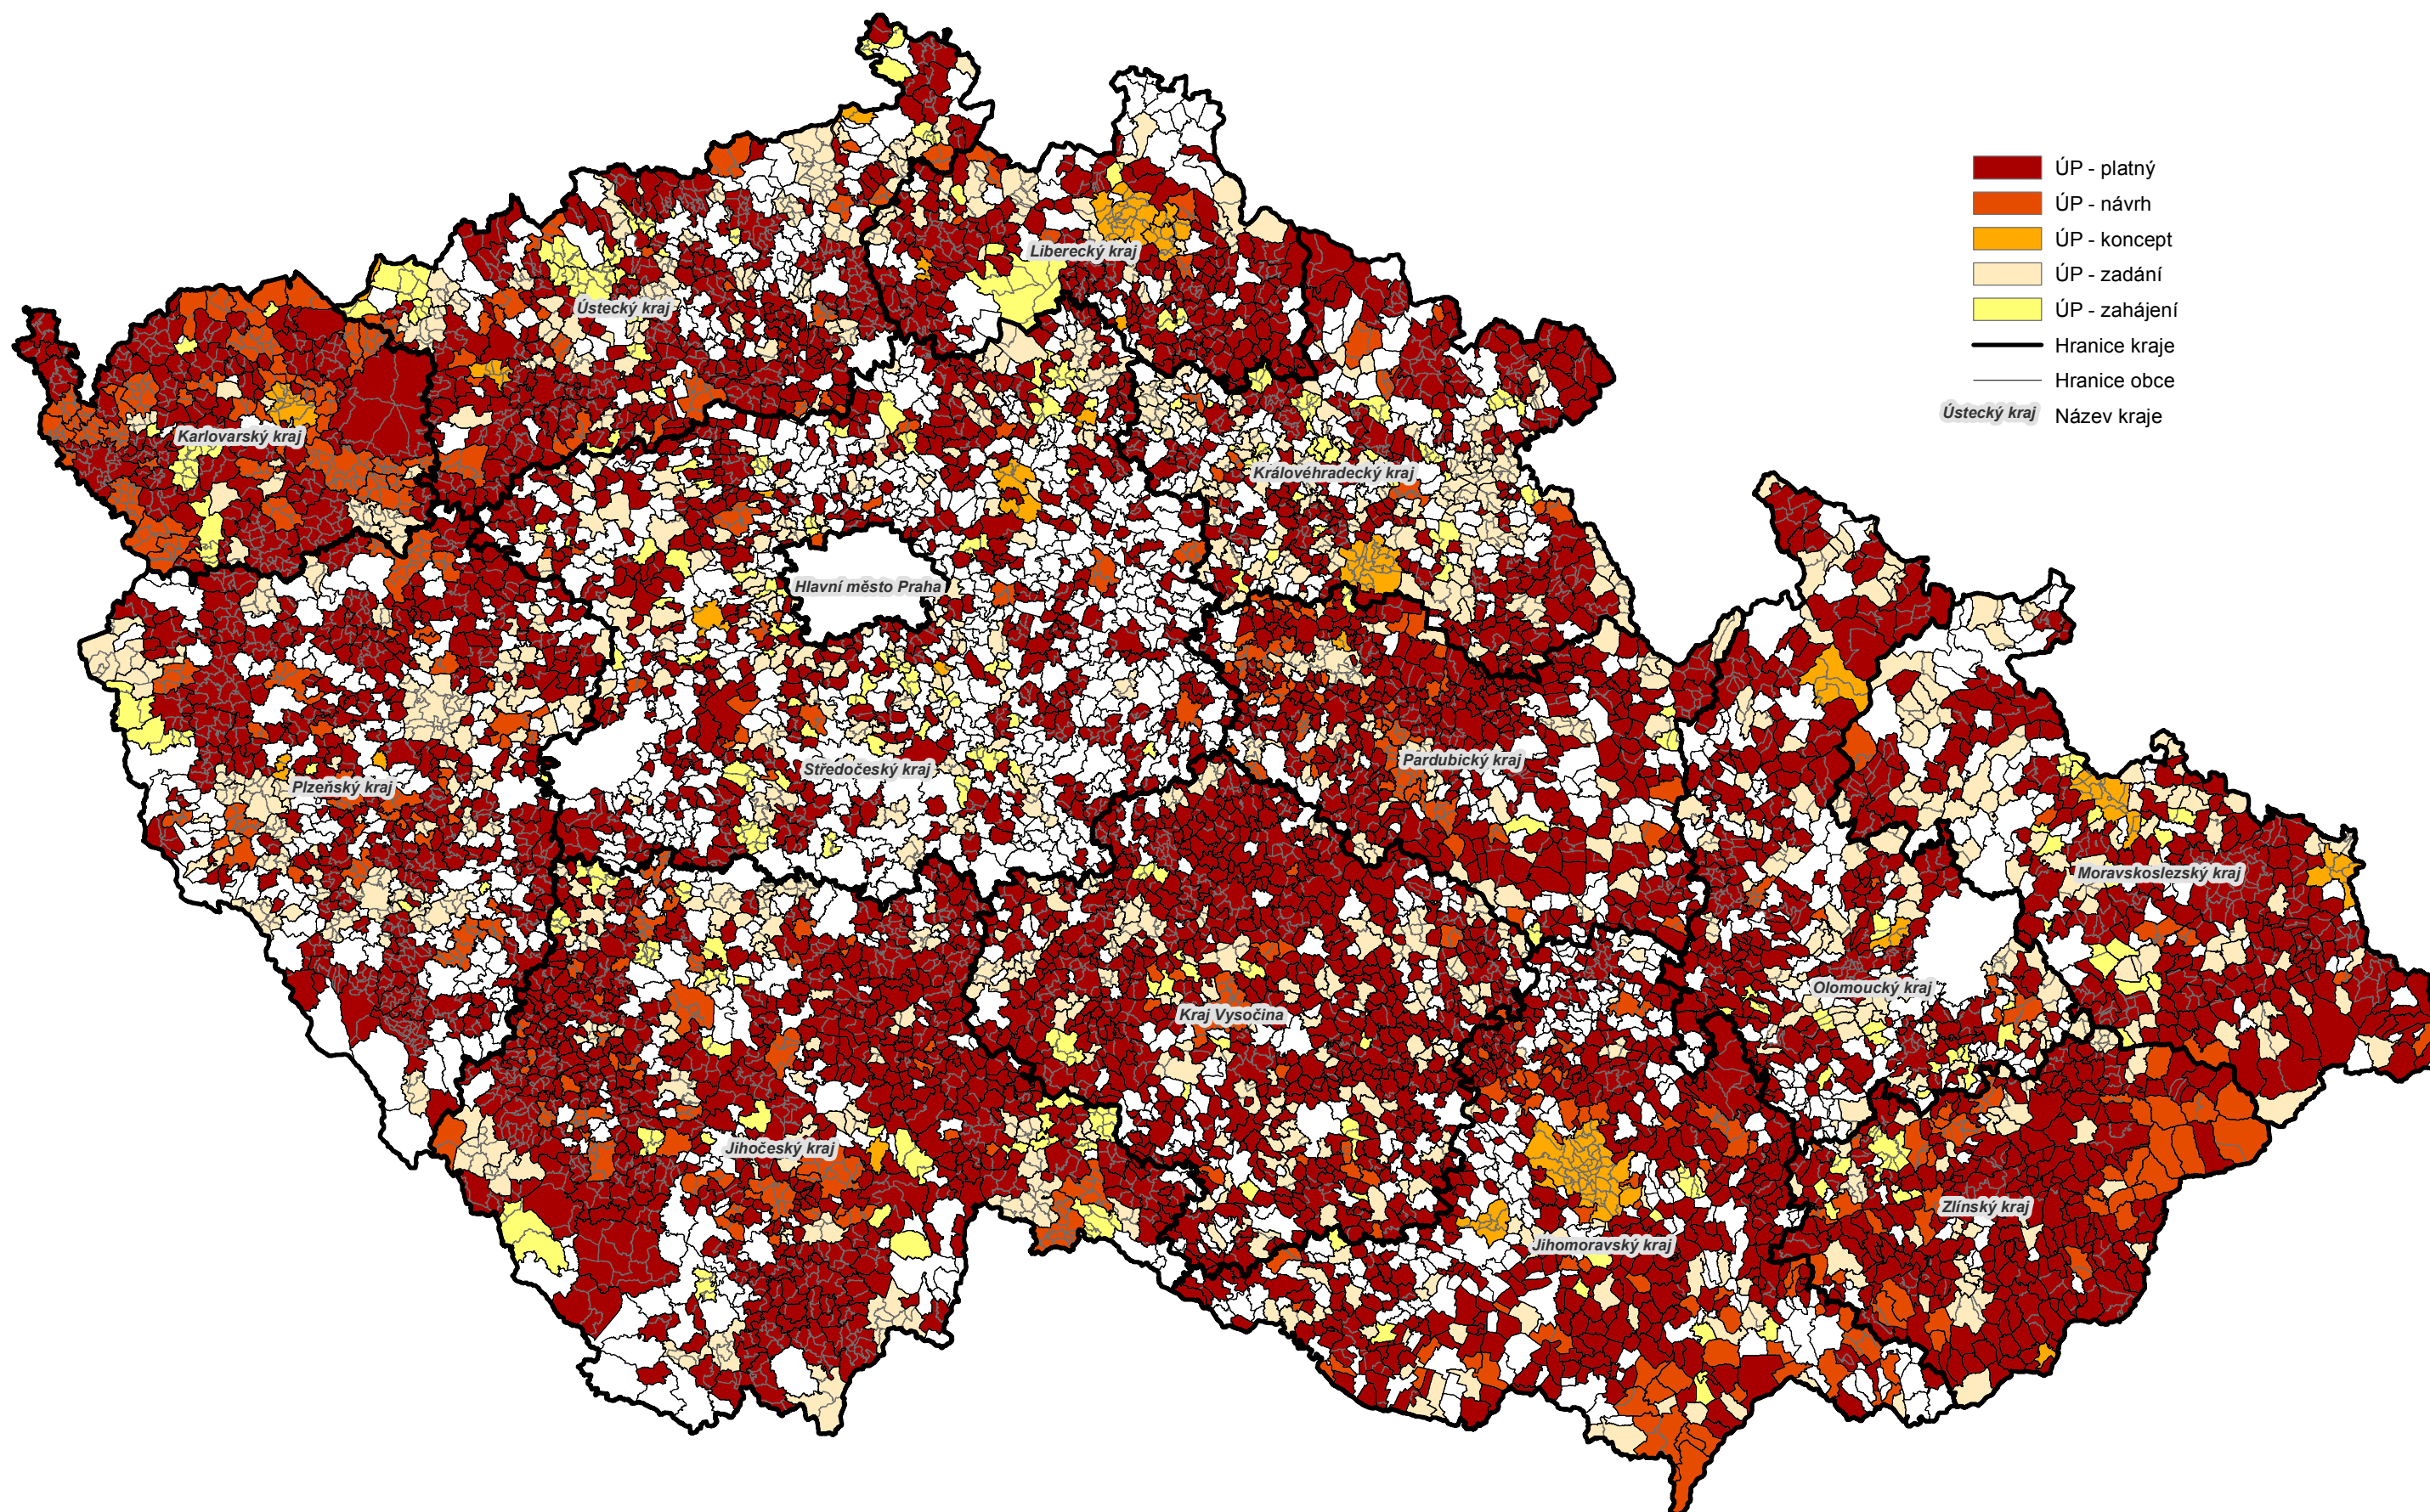 ÚP - platný
ÚP - návrh
ÚP - koncept
ÚP - zadání
ÚP - zahájení
Hranice kraje
Hranice obce
Ústecký kraj Název kraje
Liberecký kraj
Ústecký kraj
Karlovarský kraj
Královéhradecký kraj
Hlavní město Praha
Pardubický kraj
Středočeský kraj
Plzeňský kraj
Moravskoslezský kraj
Olomoucký kraj
Kraj Vysočina
Jihočeský kraj
Zlínský kraj
Jihomoravský kraj